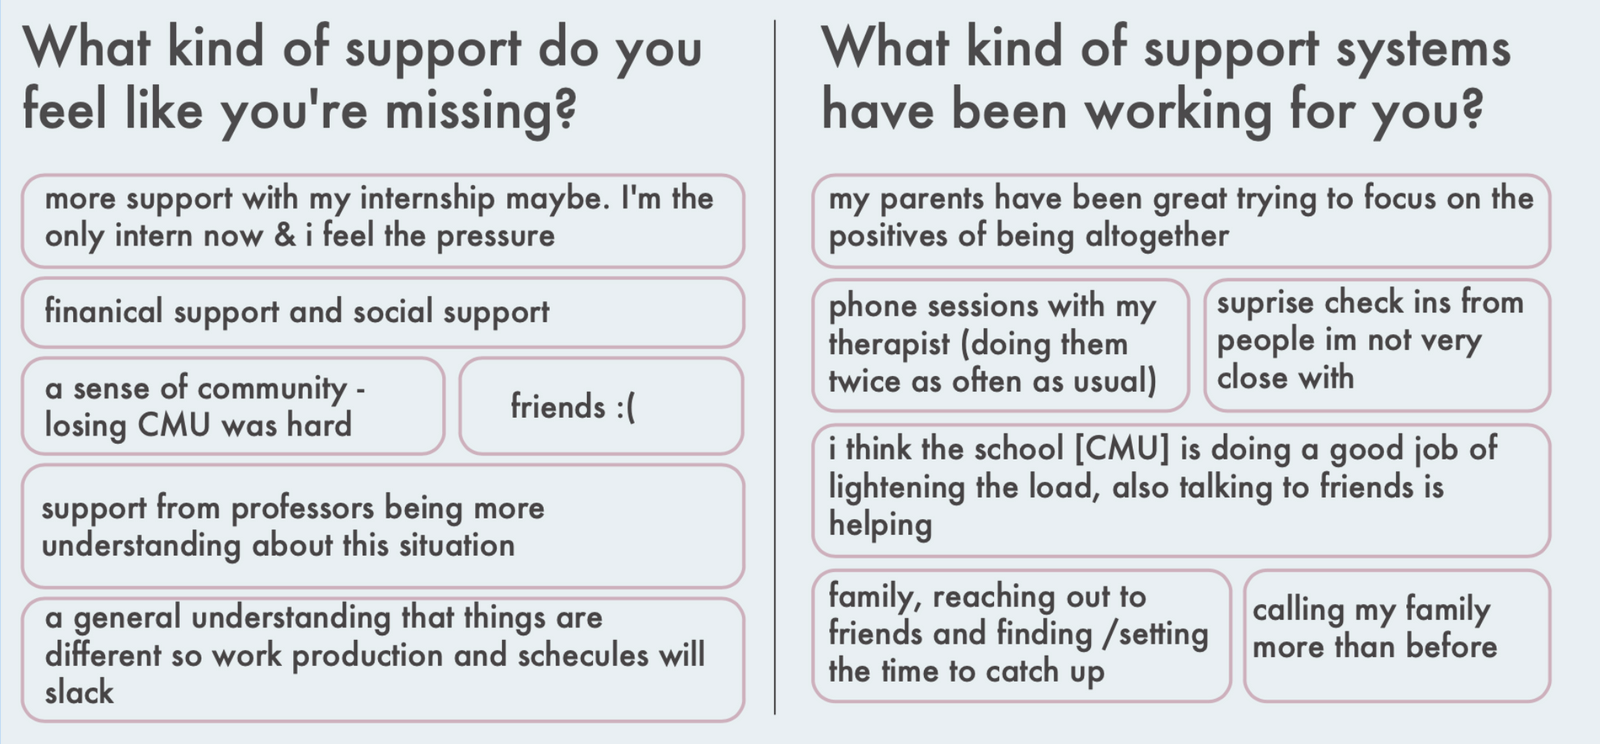 What kind of support do you
feel like you're missing?
more support with my internship maybe. I'm the
only intern now & i feel the pressure
finanical support and social support
a sense of community -
losing CMU was hard
friends :(
support from professors being more
understanding about this situation
a general understanding that things are
different so work production and schecules will
slack
What kind of support systems
have been working for you?
my parents have been great trying to focus on the
positives of being altogether
phone sessions with my
therapist (doing them
twice as often as usual)
suprise check ins from
people im not very
close with
i think the school [CMU] is doing a good job of
lightening the load, also talking to friends is
helping
family, reaching out to
friends and finding /setting
the time to catch up
calling my family
more than before